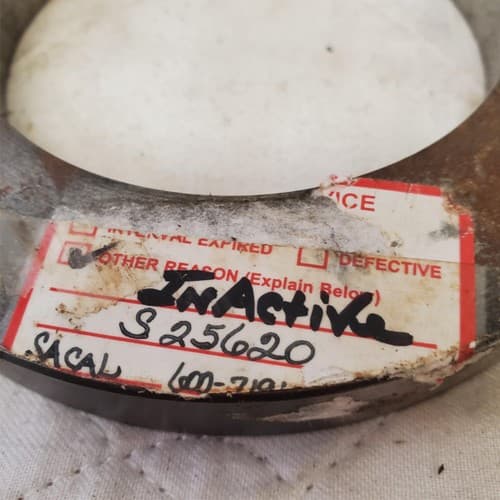 VICE
INTERVAL EXPIRED DEFECTIVE
OTHER REASON (Explain Below)
InActive
S25620